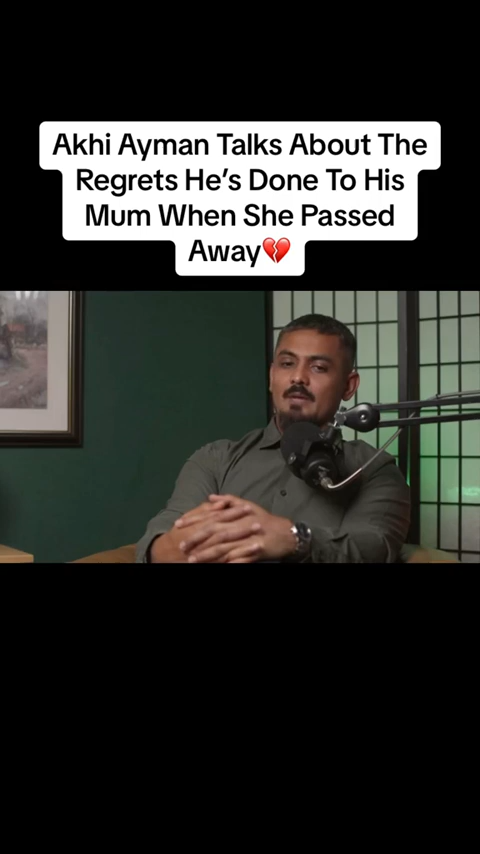 Akhi Ayman Talks About The
Regrets He’s Done To His
Mum When She Passed
Away💔